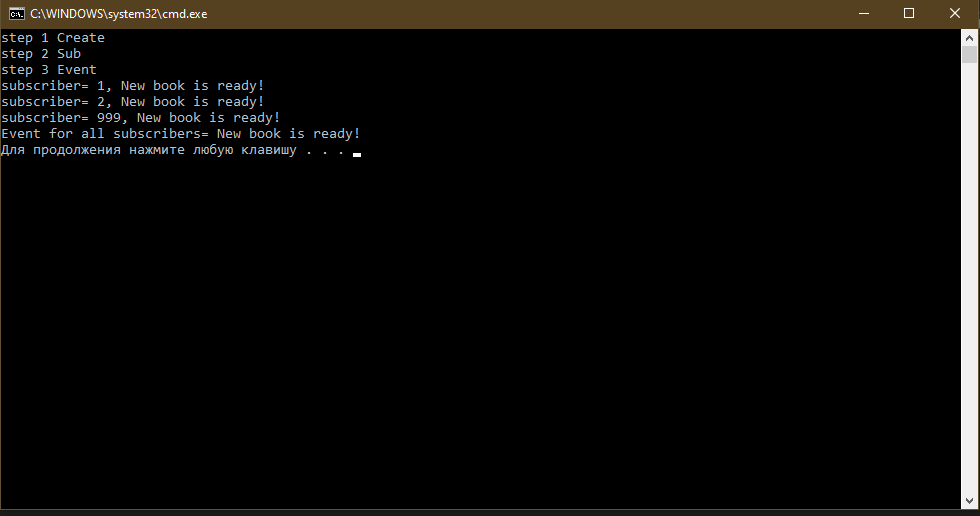 C:\WINDOWS\system32\cmd.exe
step 1 Create
step 2 Sub
step 3 Event
subscriber= 1, New book is ready!
subscriber= 2, New book is ready!
subscriber= 999, New book is ready!
Event for all subscribers= New book is ready!
Для продолжения нажмите любую клавишу . . .